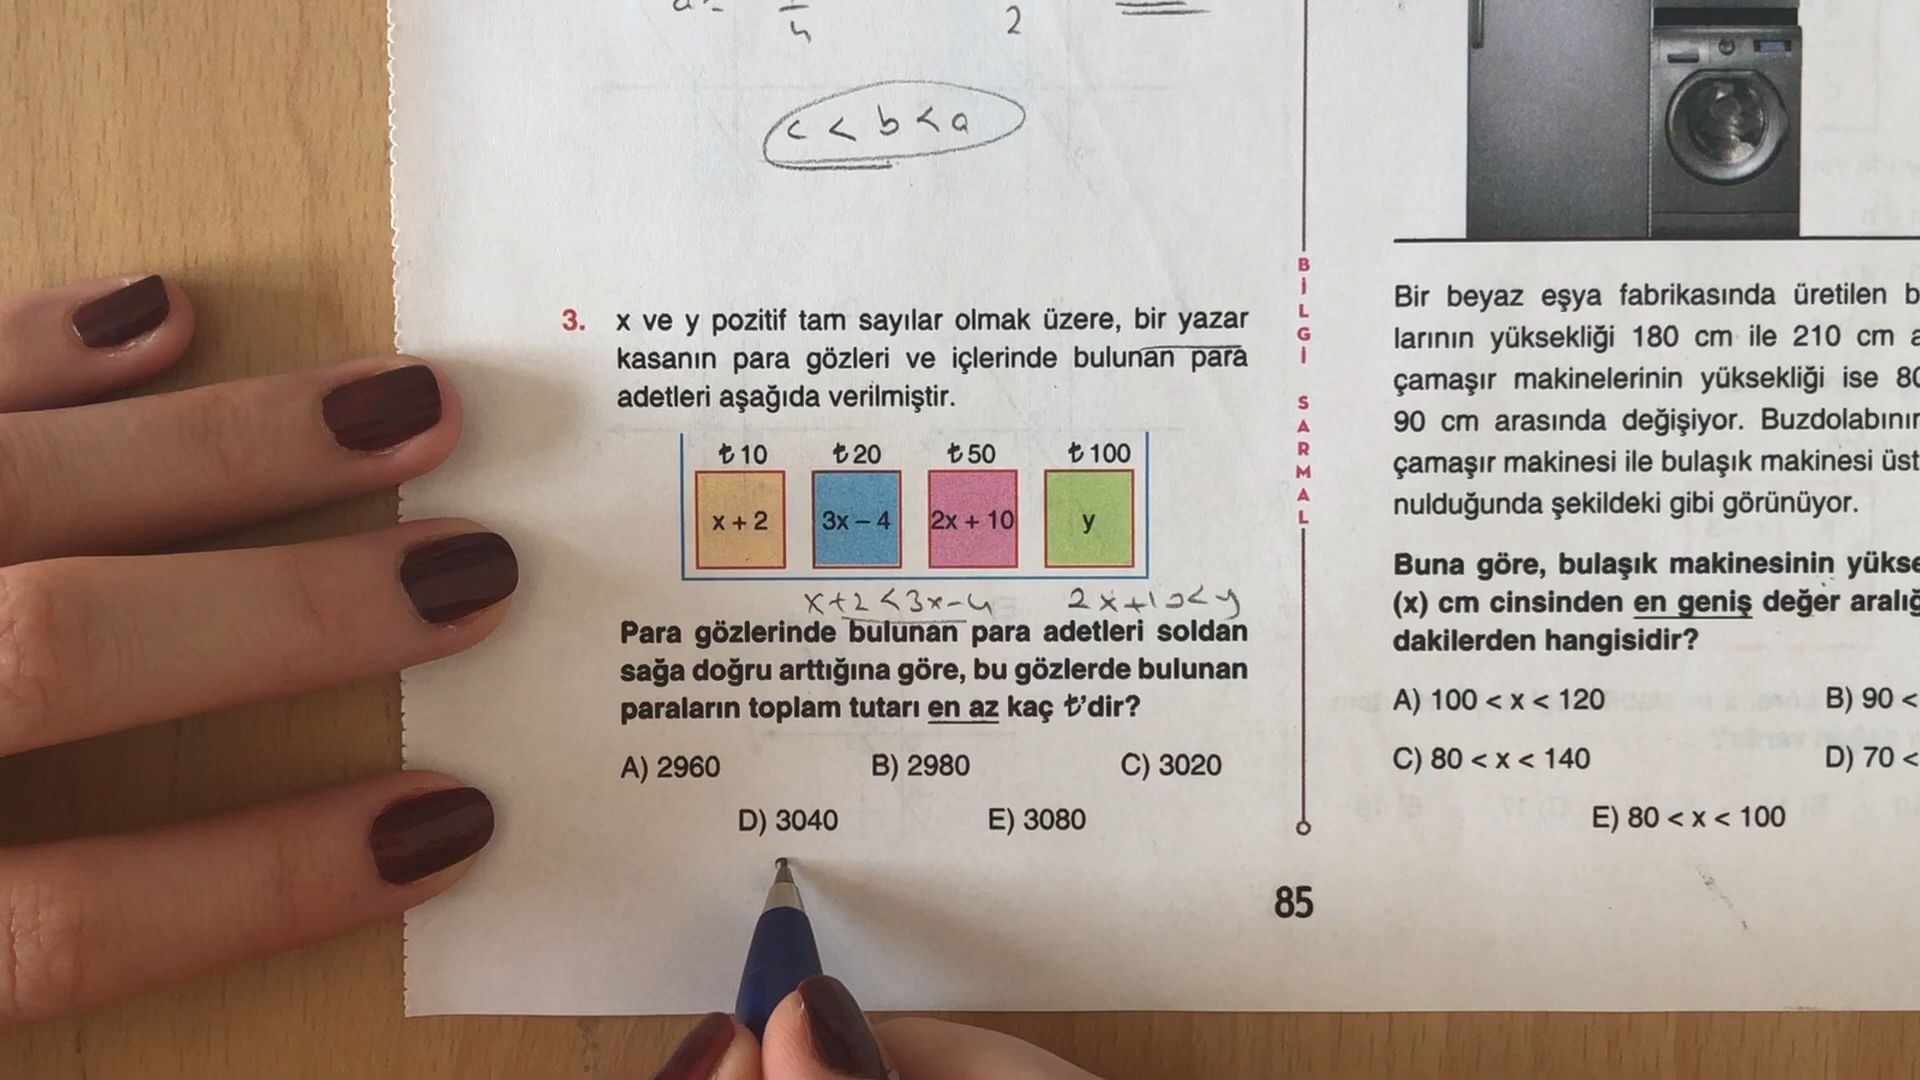 4
2
c < b < a
3. x ve y pozitif tam sayılar olmak üzere, bir yazar
kasanın para gözleri ve içlerinde bulunan para
adetleri aşağıda verilmiştir.
₺10 ₺20 ₺50 ₺100
x + 2 3x – 4 2x + 10 y
x+2 < 3x-4 2x+10 < y
Para gözlerinde bulunan para adetleri soldan
sağa doğru arttığına göre, bu gözlerde bulunan
paraların toplam tutarı en az kaç ₺'dir?
A) 2960 B) 2980 C) 3020
D) 3040 E) 3080
BİLGİ SARMAL
85
Bir beyaz eşya fabrikasında üretilen
larının yüksekliği 180 cm ile 210 cm
çamaşır makinelerinin yüksekliği ise
90 cm arasında değişiyor.
çamaşır makinesi ile bulaşık makinesi
nulduğunda şekildeki gibi görünüyor.
Buna göre, bulaşık makinesinin
(x) cm cinsinden en geniş değer
dakilerden hangisidir?
A) 100 < x < 120 B) 90 <
C) 80 < x < 140 D) 70 <
E) 80 < x < 100